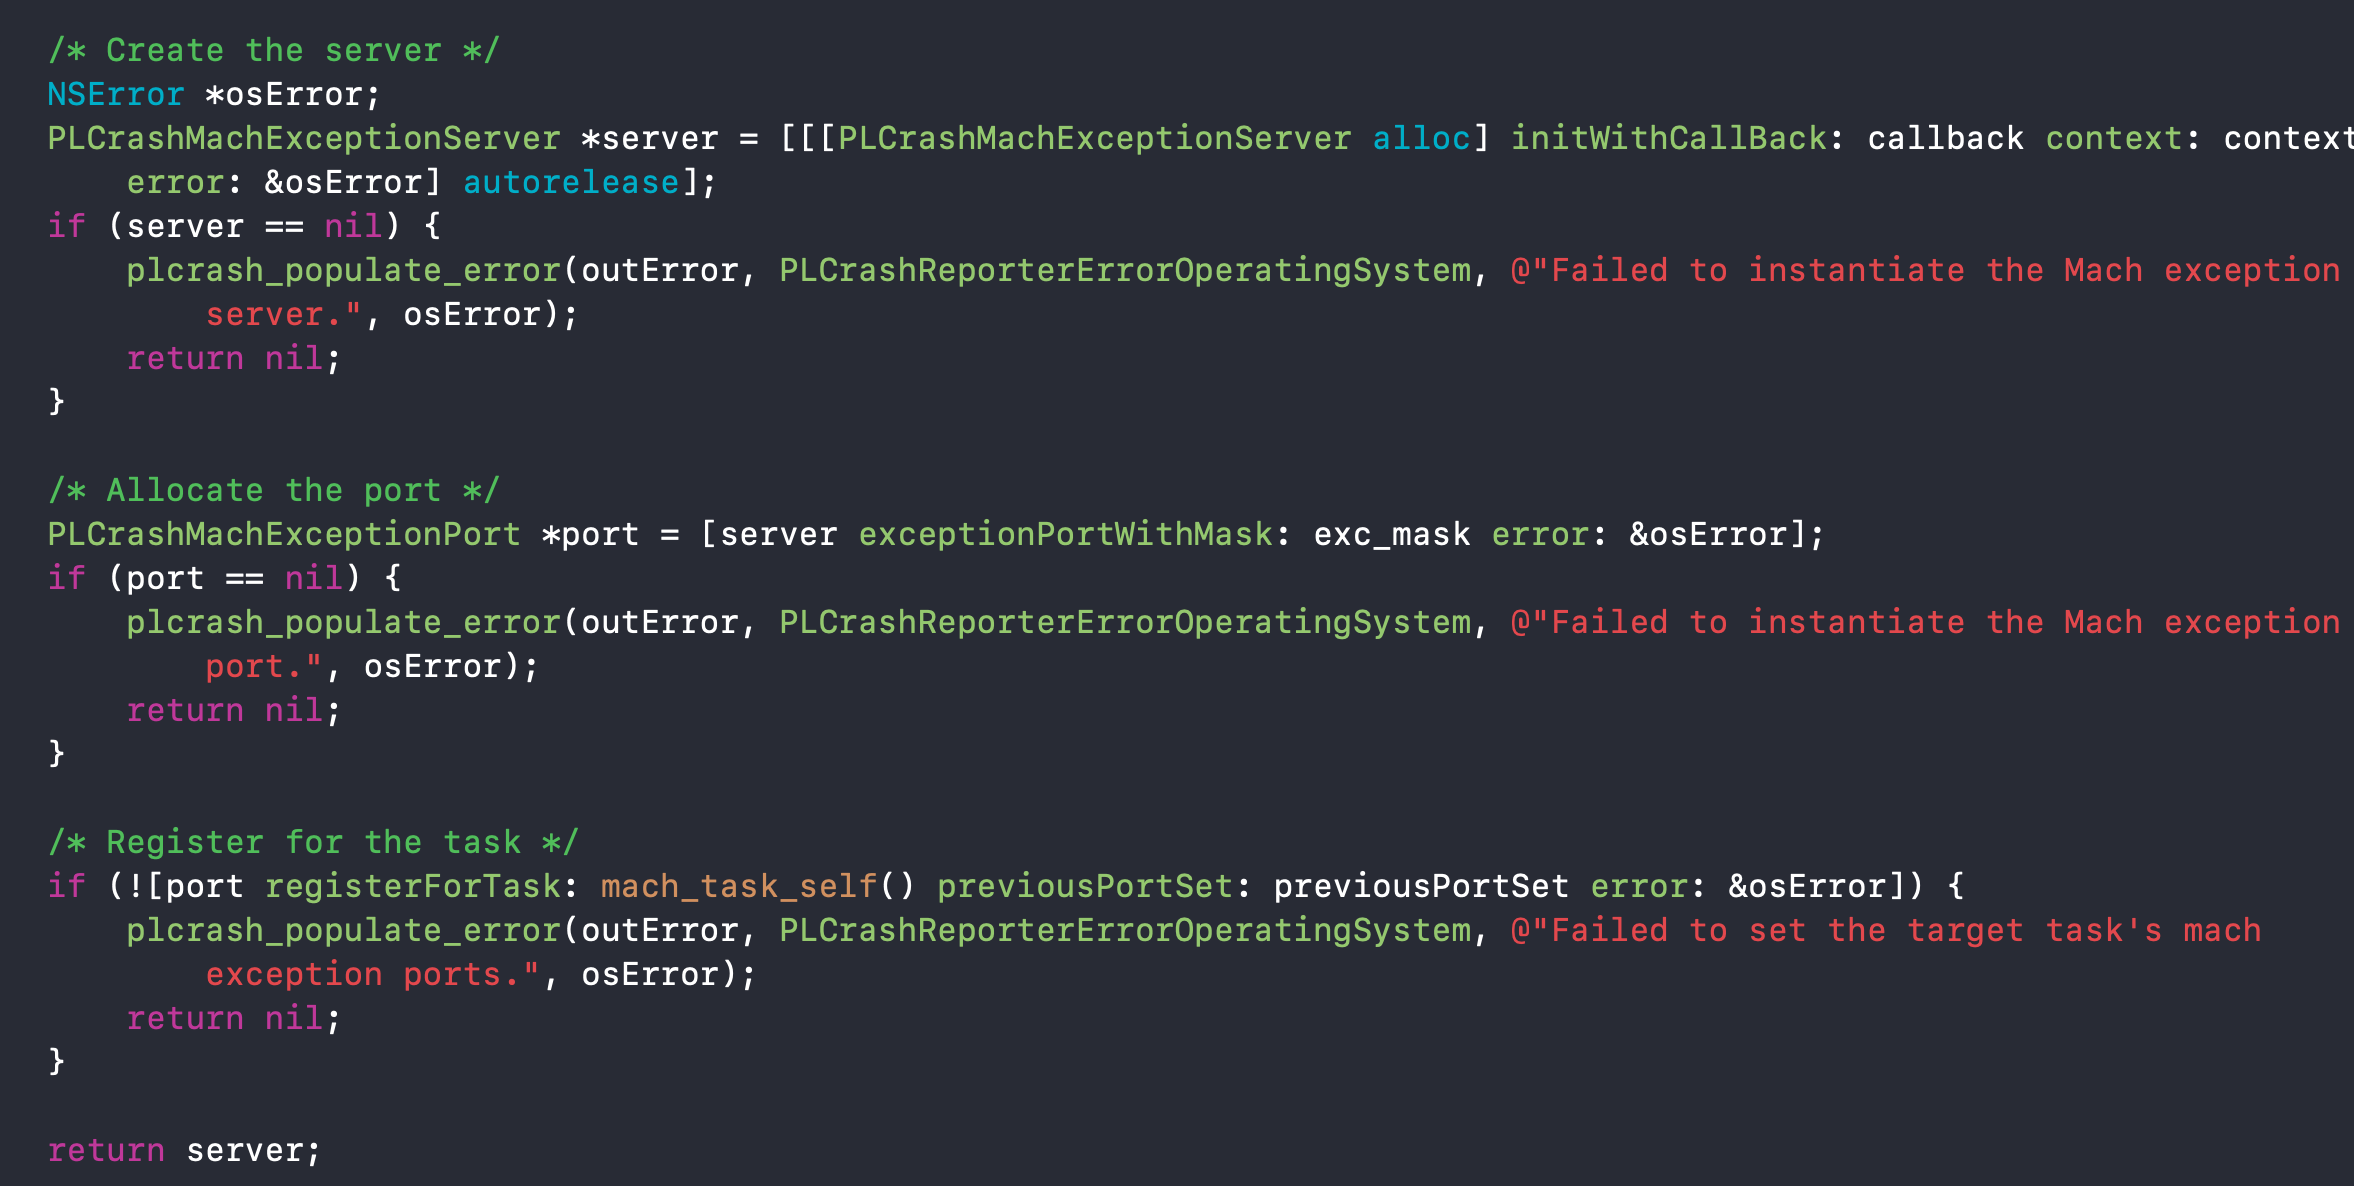 /* Create the server */
NSError *osError;
PLCrashMachExceptionServer *server = [[[PLCrashMachExceptionServer alloc] initWithCallBack: callback context: context
error: &osError] autorelease];
if (server == nil) {
plcrash_populate_error(outError, PLCrashReporterErrorOperatingSystem, @"Failed to instantiate the Mach exception
server.", osError);
return nil;
}
/* Allocate the port */
PLCrashMachExceptionPort *port = [server exceptionPortWithMask: exc_mask error: &osError];
if (port == nil) {
plcrash_populate_error(outError, PLCrashReporterErrorOperatingSystem, @"Failed to instantiate the Mach exception
port.", osError);
return nil;
}
/* Register for the task */
if (![port registerForTask: mach_task_self() previousPortSet: previousPortSet error: &osError]) {
plcrash_populate_error(outError, PLCrashReporterErrorOperatingSystem, @"Failed to set the target task's mach
exception ports.", osError);
return nil;
}
return server;